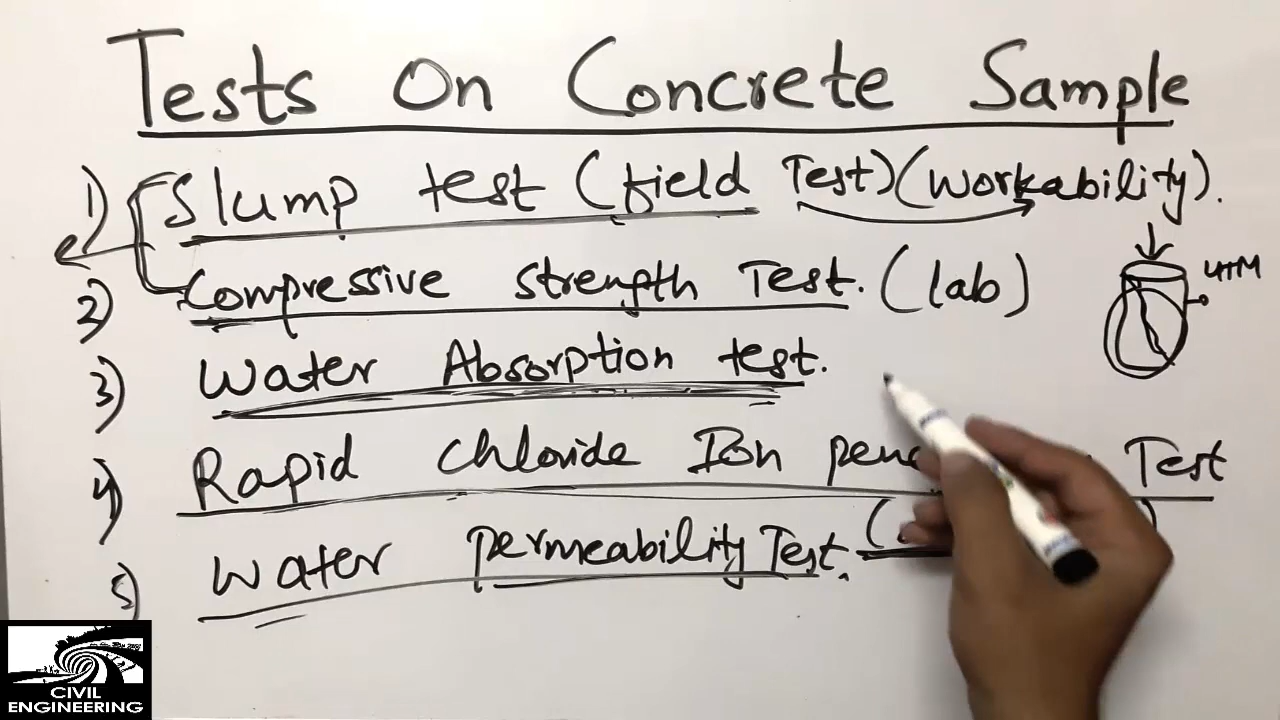 Tests On Concrete Sample
1) Slump test (field Test) (Workability).
2) Compressive strength Test. (lab)
UTM
3) Water Absorption test.
4) Rapid Chloride Ion Test
5) Water permeability Test.
CIVIL
ENGINEERING